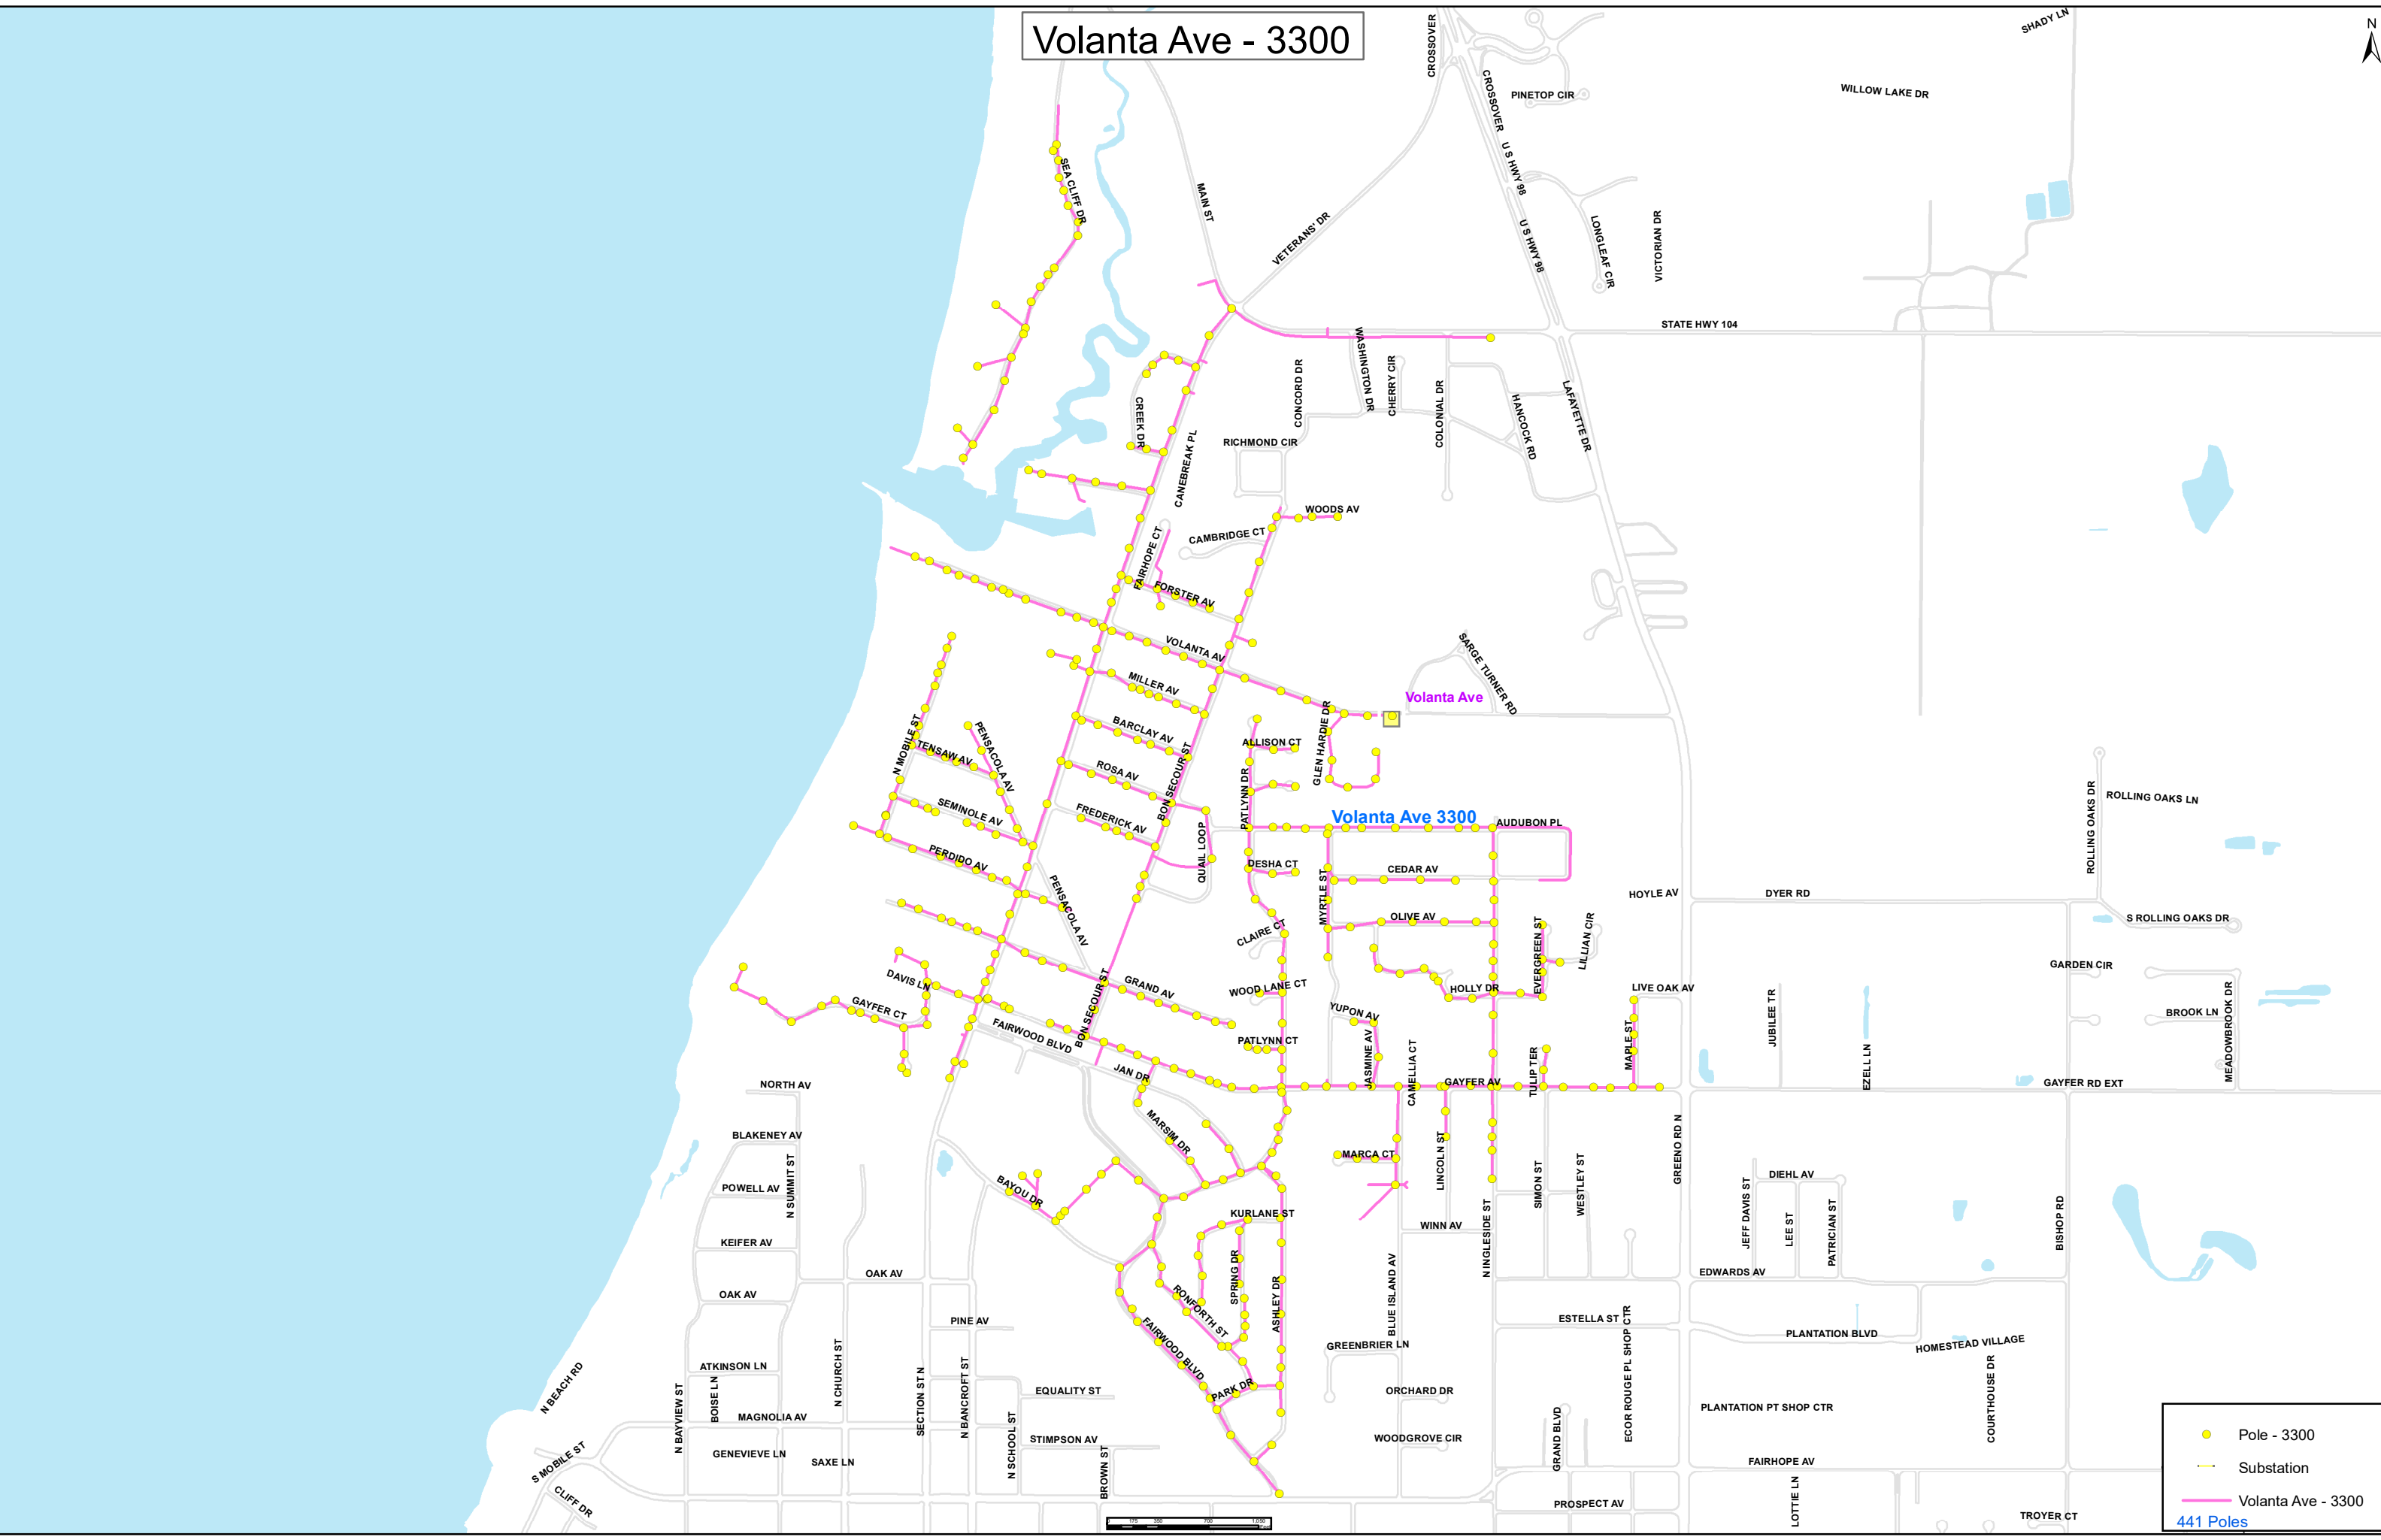 Volanta Ave - 3300
N
SHADY LN
CROSSOVER
CROSSOVER
PINETOP CIR
WILLOW LAKE DR
U S HWY 98
SEA CLIFF DR
MAIN ST
VETERANS' DR
U S HWY 98
LONGLEAF CIR
VICTORIAN DR
STATE HWY 104
WASHINGTON DR
CONCORD DR
CHERRY CIR
COLONIAL DR
HANCOCK RD
LAFAYETTE DR
CREEK DR
RICHMOND CIR
CANEBREAK PL
WOODS AV
CAMBRIDGE CT
FAIRHOPE CT
FORSTER AV
VOLANTA AV
SARGE TURNER RD
MILLER AV
Volanta Ave
BARCLAY AV
N MOBILE ST
TENSAW AV
PENSACOLA AV
ALLISON CT
GLEN HARDIE DR
ROSA AV
BON SECOUR ST
PATLYNN DR
SEMINOLE AV
FREDERICK AV
Volanta Ave 3300
AUDUBON PL
ROLLING OAKS DR
ROLLING OAKS LN
QUAIL LOOP
PERDIDO AV
DESHA CT
CEDAR AV
MYRTLE ST
HOYLE AV
DYER RD
PENSACOLA AV
OLIVE AV
S ROLLING OAKS DR
CLAIRE CT
EVERGREEN ST
LILLIAN CIR
GARDEN CIR
DAVIS LN
GRAND AV
WOOD LANE CT
HOLLY DR
LIVE OAK AV
GAYFER CT
BON SECOUR ST
YUPON AV
JUBILEE TR
BROOK LN
MEADOWBROOK DR
FAIRWOOD BLVD
PATLYNN CT
JASMINE AV
CAMELLIA CT
TULIP TER
MAPLE ST
EZELL LN
JAN DR
NORTH AV
GAYFER AV
GAYFER RD EXT
MARSIM DR
BLAKENEY AV
N SUMMIT ST
MARCA CT
LINCOLN ST
GREENO RD N
POWELL AV
BAYOU DR
SIMON ST
WESTLEY ST
DIEHL AV
JEFF DAVIS ST
LEE ST
PATRICIAN ST
BISHOP RD
KURLANE ST
WINN AV
N INGLESIDE ST
KEIFER AV
OAK AV
EDWARDS AV
OAK AV
SPRING DR
ASHLEY DR
BLUE ISLAND AV
RONFORTH ST
PINE AV
FAIRWOOD BLVD
ESTELLA ST
ECOR ROUGE PL SHOP CTR
PLANTATION BLVD
HOMESTEAD VILLAGE
GREENBRIER LN
ATKINSON LN
N CHURCH ST
SECTION ST N
N BANCROFT ST
N BEACH RD
N BAYVIEW ST
BOISE LN
EQUALITY ST
PARK DR
ORCHARD DR
COURTHOUSE DR
PLANTATION PT SHOP CTR
MAGNOLIA AV
GENEVIEVE LN
SAXE LN
N SCHOOL ST
STIMPSON AV
WOODGROVE CIR
GRAND BLVD
BROWN ST
S MOBILE ST
CLIFF DR
FAIRHOPE AV
LOTTIE LN
PROSPECT AV
TROYER CT
Pole - 3300
Substation
Volanta Ave - 3300
441 Poles
175 350 700 1,050